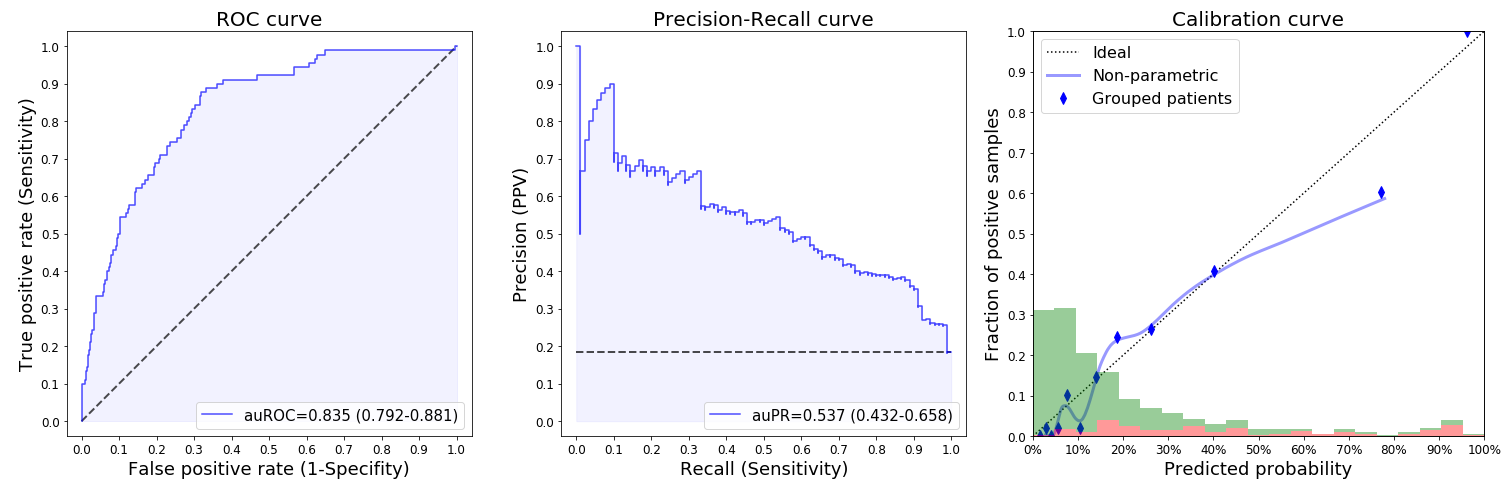 ROC curve
True positive rate (Sensitivity)
1.0
0.9
0.8
0.7
0.6
0.5
0.4
0.3
0.2
0.1
0.0
auROC=0.835 (0.792-0.881)
0.0 0.1 0.2 0.3 0.4 0.5 0.6 0.7 0.8 0.9 1.0
False positive rate (1-Specifity)
Precision-Recall curve
Precision (PPV)
1.0
0.9
0.8
0.7
0.6
0.5
0.4
0.3
0.2
0.1
0.0
auPR=0.537 (0.432-0.658)
0.0 0.1 0.2 0.3 0.4 0.5 0.6 0.7 0.8 0.9 1.0
Recall (Sensitivity)
Calibration curve
Fraction of positive samples
1.0
0.9
0.8
0.7
0.6
0.5
0.4
0.3
0.2
0.1
0.0
Ideal
Non-parametric
Grouped patients
0% 10% 20% 30% 40% 50% 60% 70% 80% 90% 100%
Predicted probability